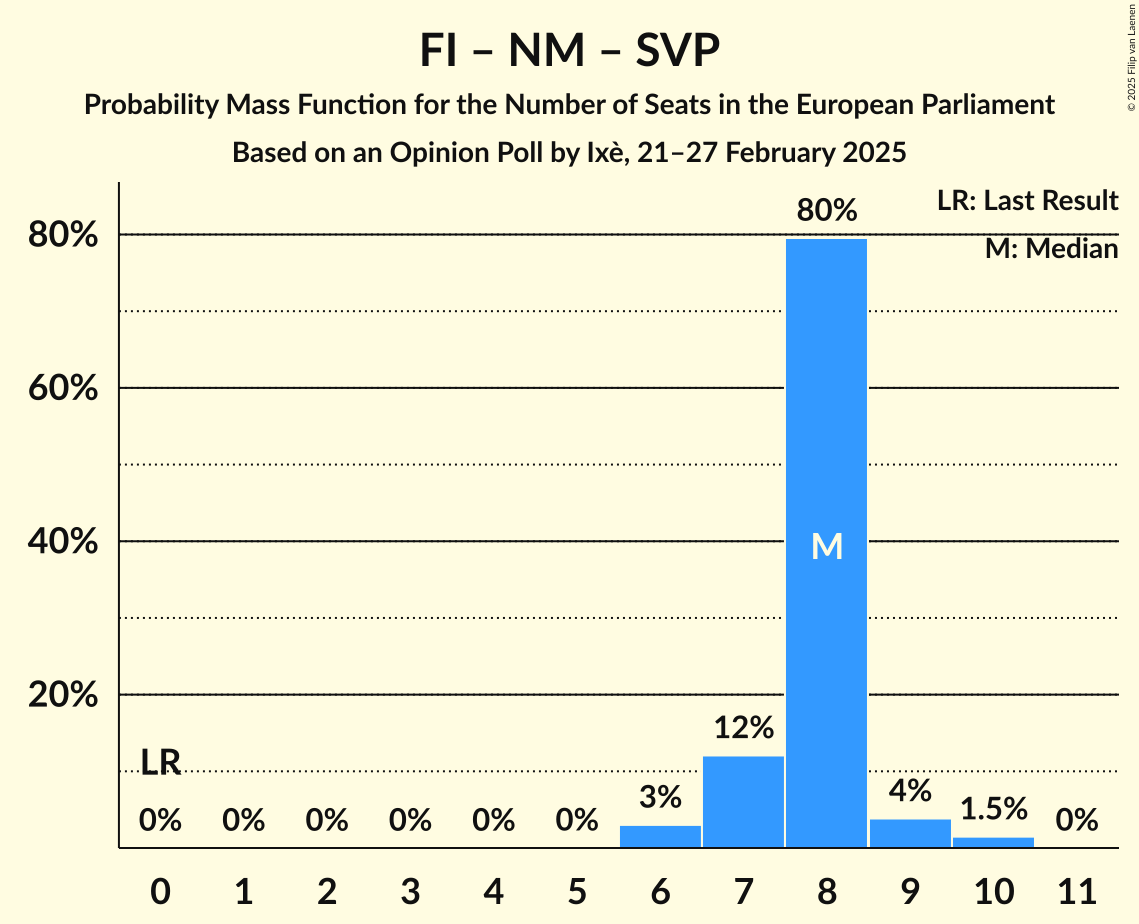 FI – NM – SVP
Probability Mass Function for the Number of Seats in the European Parliament
Based on an Opinion Poll by Ixè, 21–27 February 2025
© 2025 Filip van Laenen
LR: Last Result
M: Median
80%
60%
40%
20%
LR
0%
0%
0%
0%
0%
0%
3%
12%
80%
M
4%
1.5%
0%
0 1 2 3 4 5 6 7 8 9 10 11